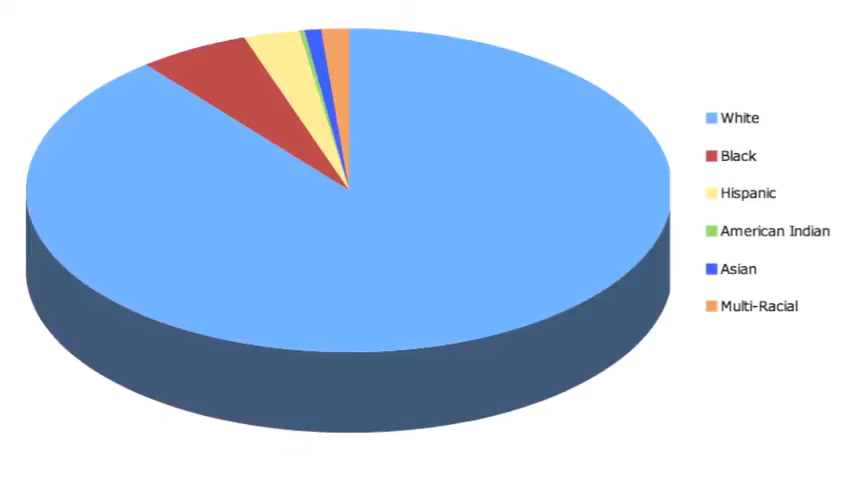 White
Black
Hispanic
American Indian
Asian
Multi-Racial